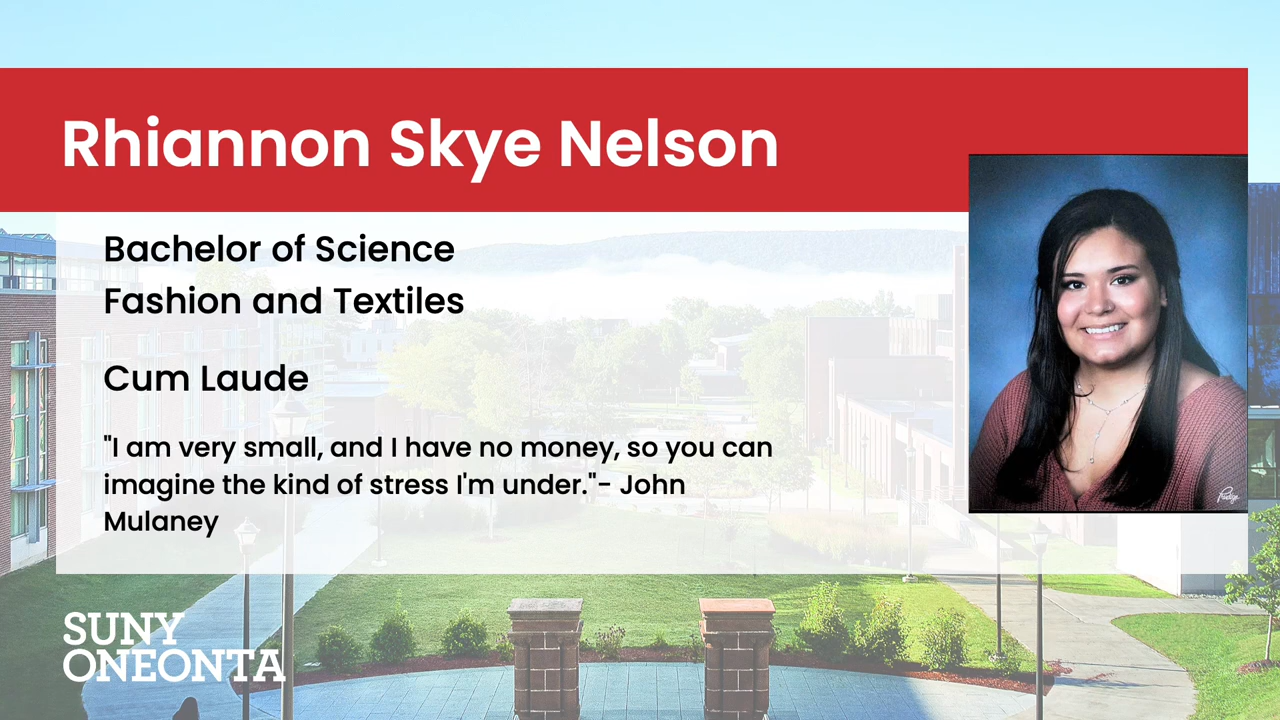 Rhiannon Skye Nelson
Bachelor of Science
Fashion and Textiles
Cum Laude
"I am very small, and I have no money, so you can
imagine the kind of stress I'm under."- John
Mulaney
SUNY
ONEONTA